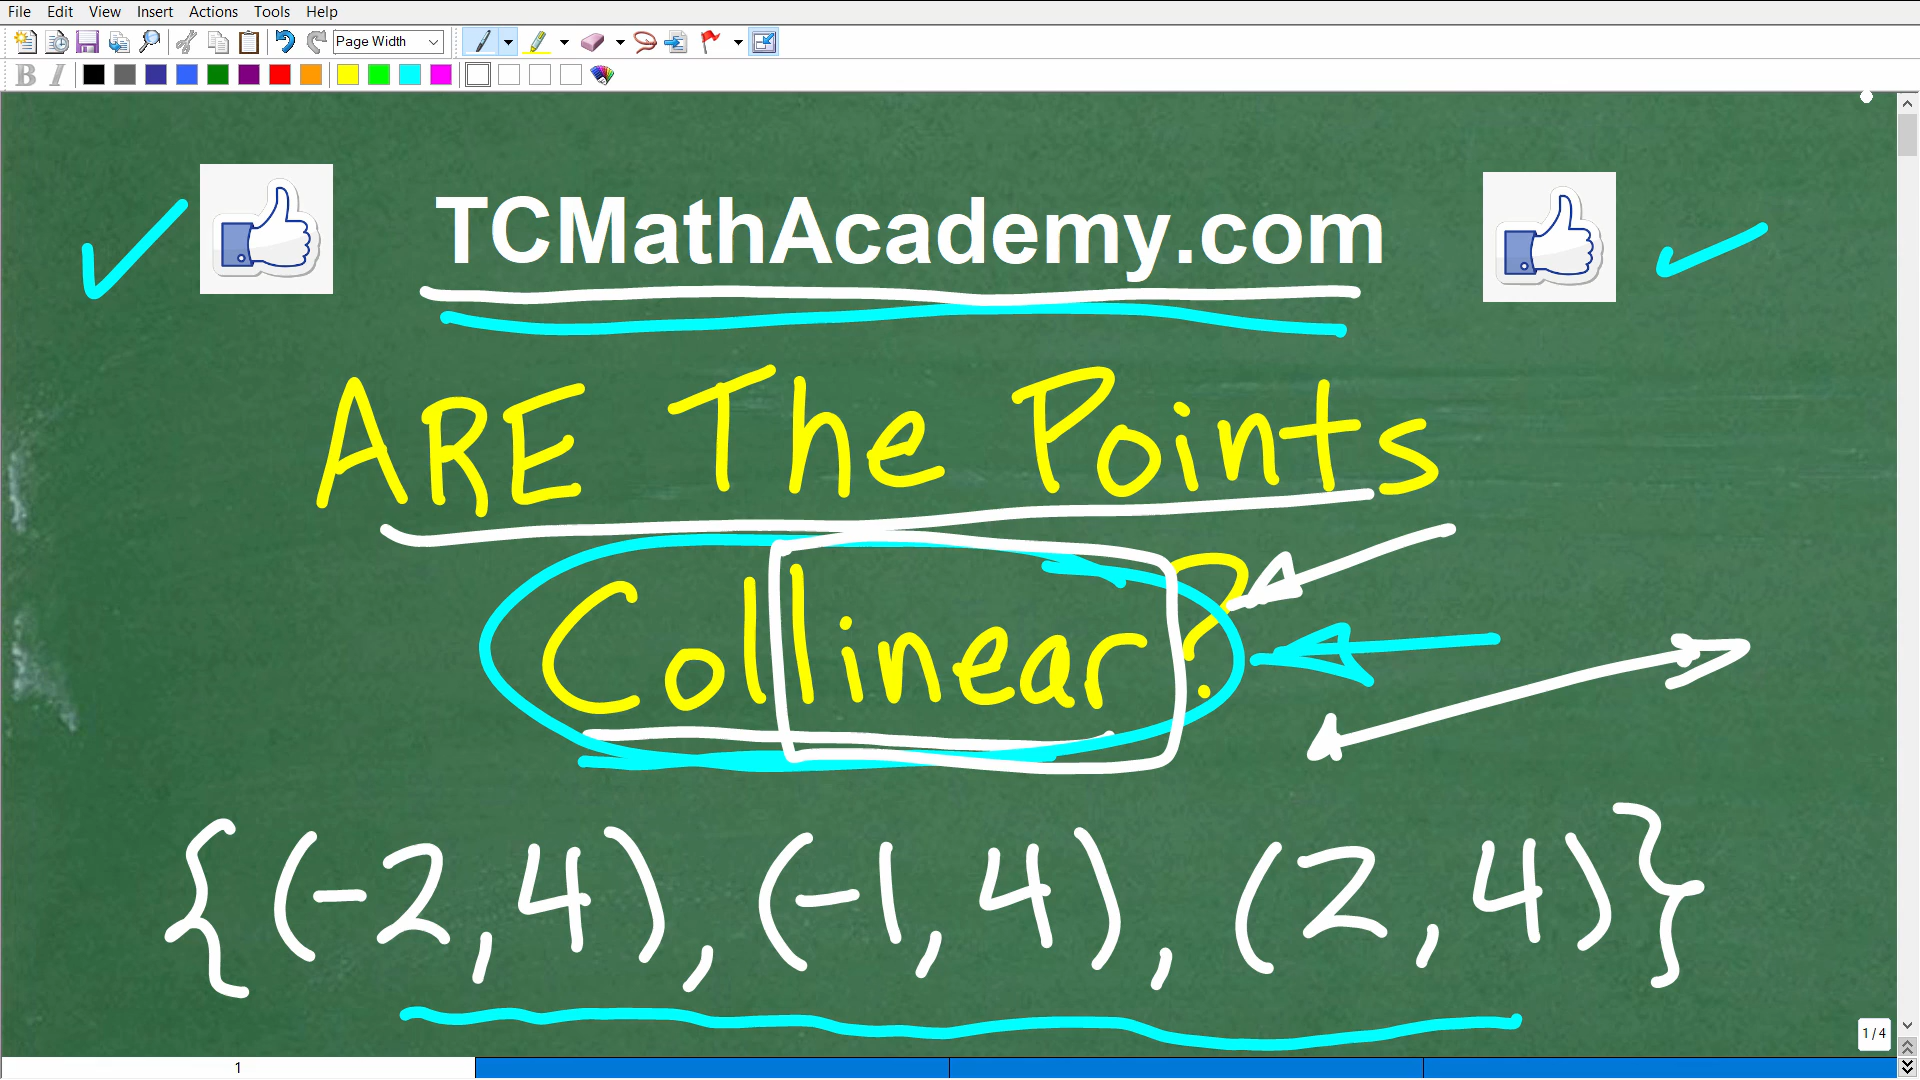 File Edit View Insert Actions Tools Help
Page Width
B I
TCMathAcademy.com
ARE The Points
Collinear?
{(-2,4), (-1,4), (2,4)}
1 / 4
1